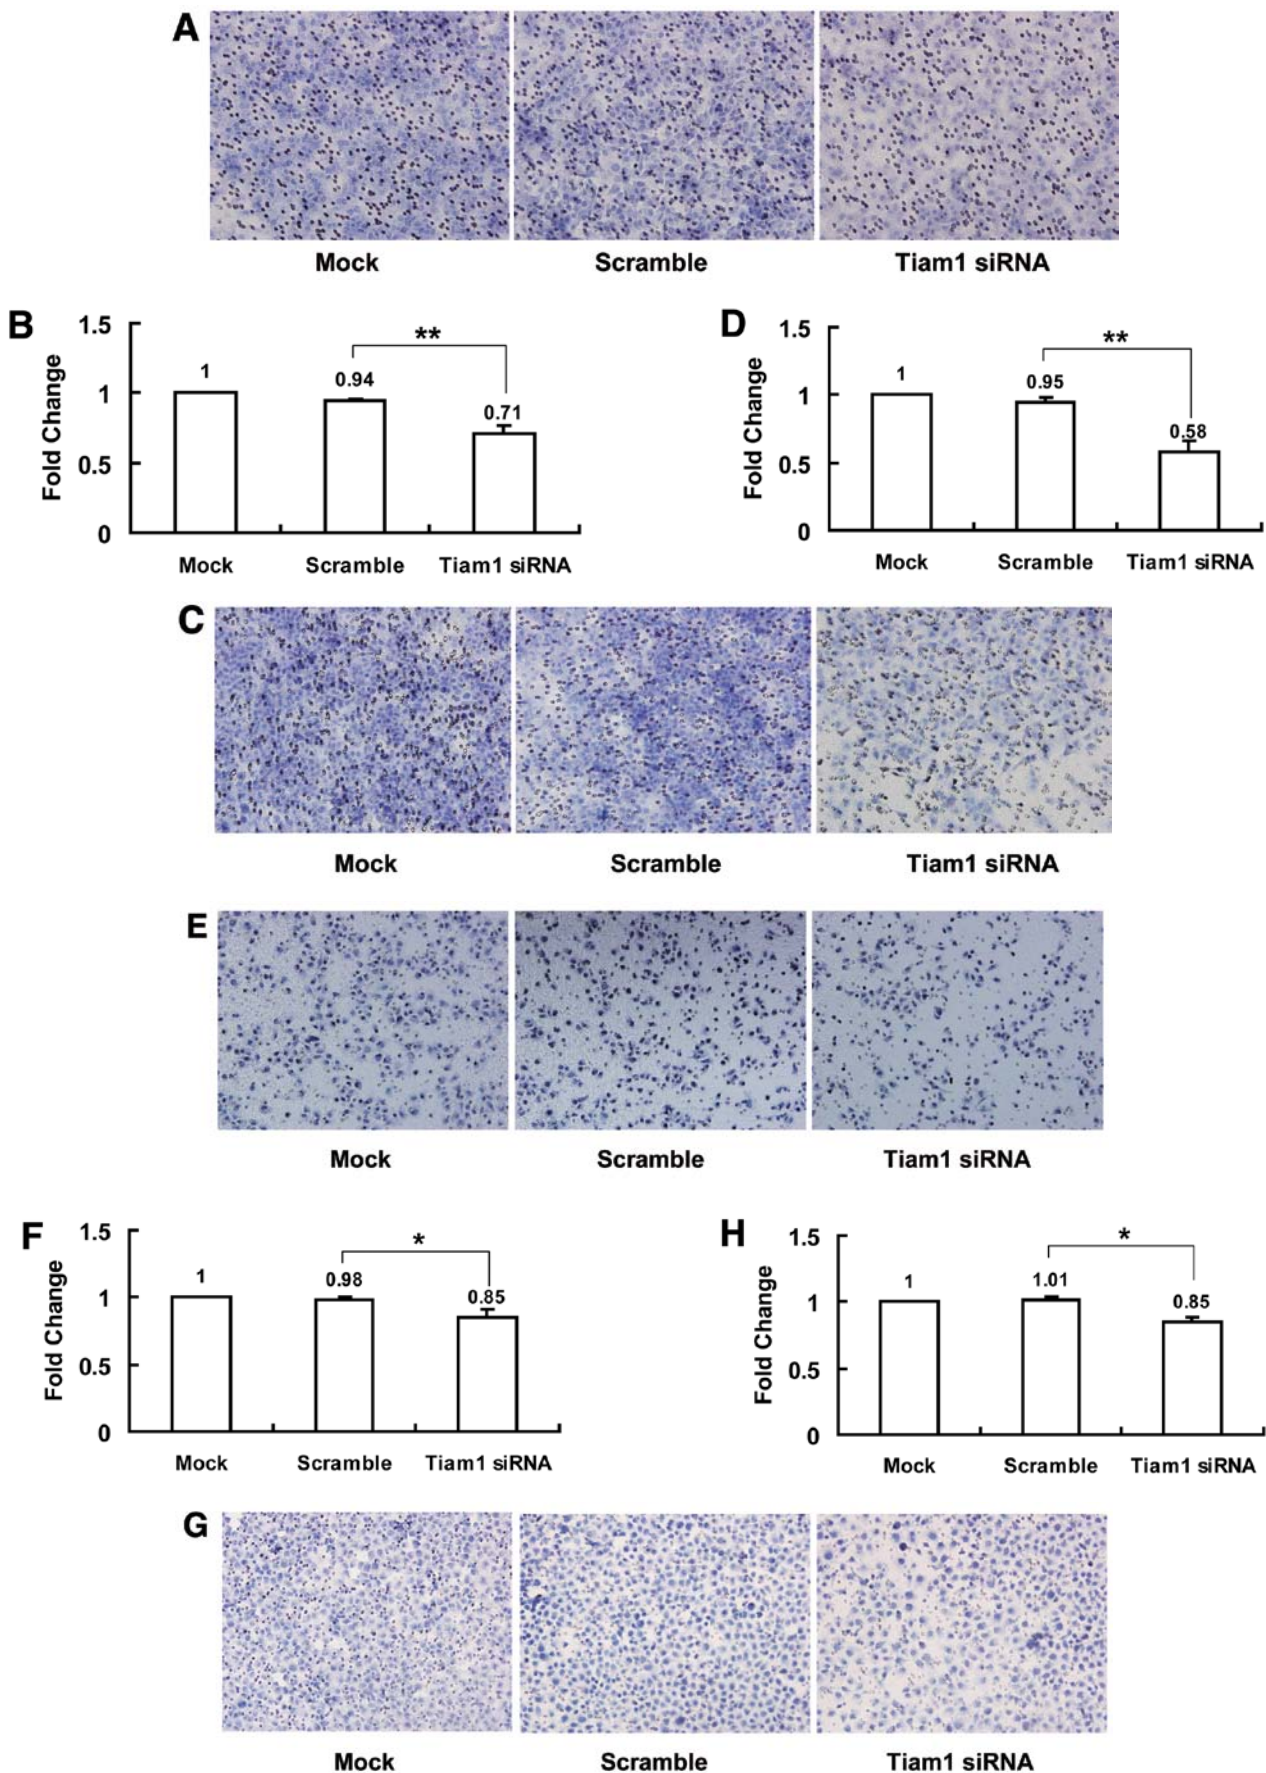 A
Mock Scramble Tiam1 siRNA
B
Fold Change
1.5
1
0.5
0
1
0.94
**
0.71
Mock Scramble Tiam1 siRNA
D
Fold Change
1.5
1
0.5
0
1
0.95
**
0.58
Mock Scramble Tiam1 siRNA
C
Mock Scramble Tiam1 siRNA
E
Mock Scramble Tiam1 siRNA
F
Fold Change
1.5
1
0.5
0
1
0.98
*
0.85
Mock Scramble Tiam1 siRNA
H
Fold Change
1.5
1
0.5
0
1
1.01
*
0.85
Mock Scramble Tiam1 siRNA
G
Mock Scramble Tiam1 siRNA